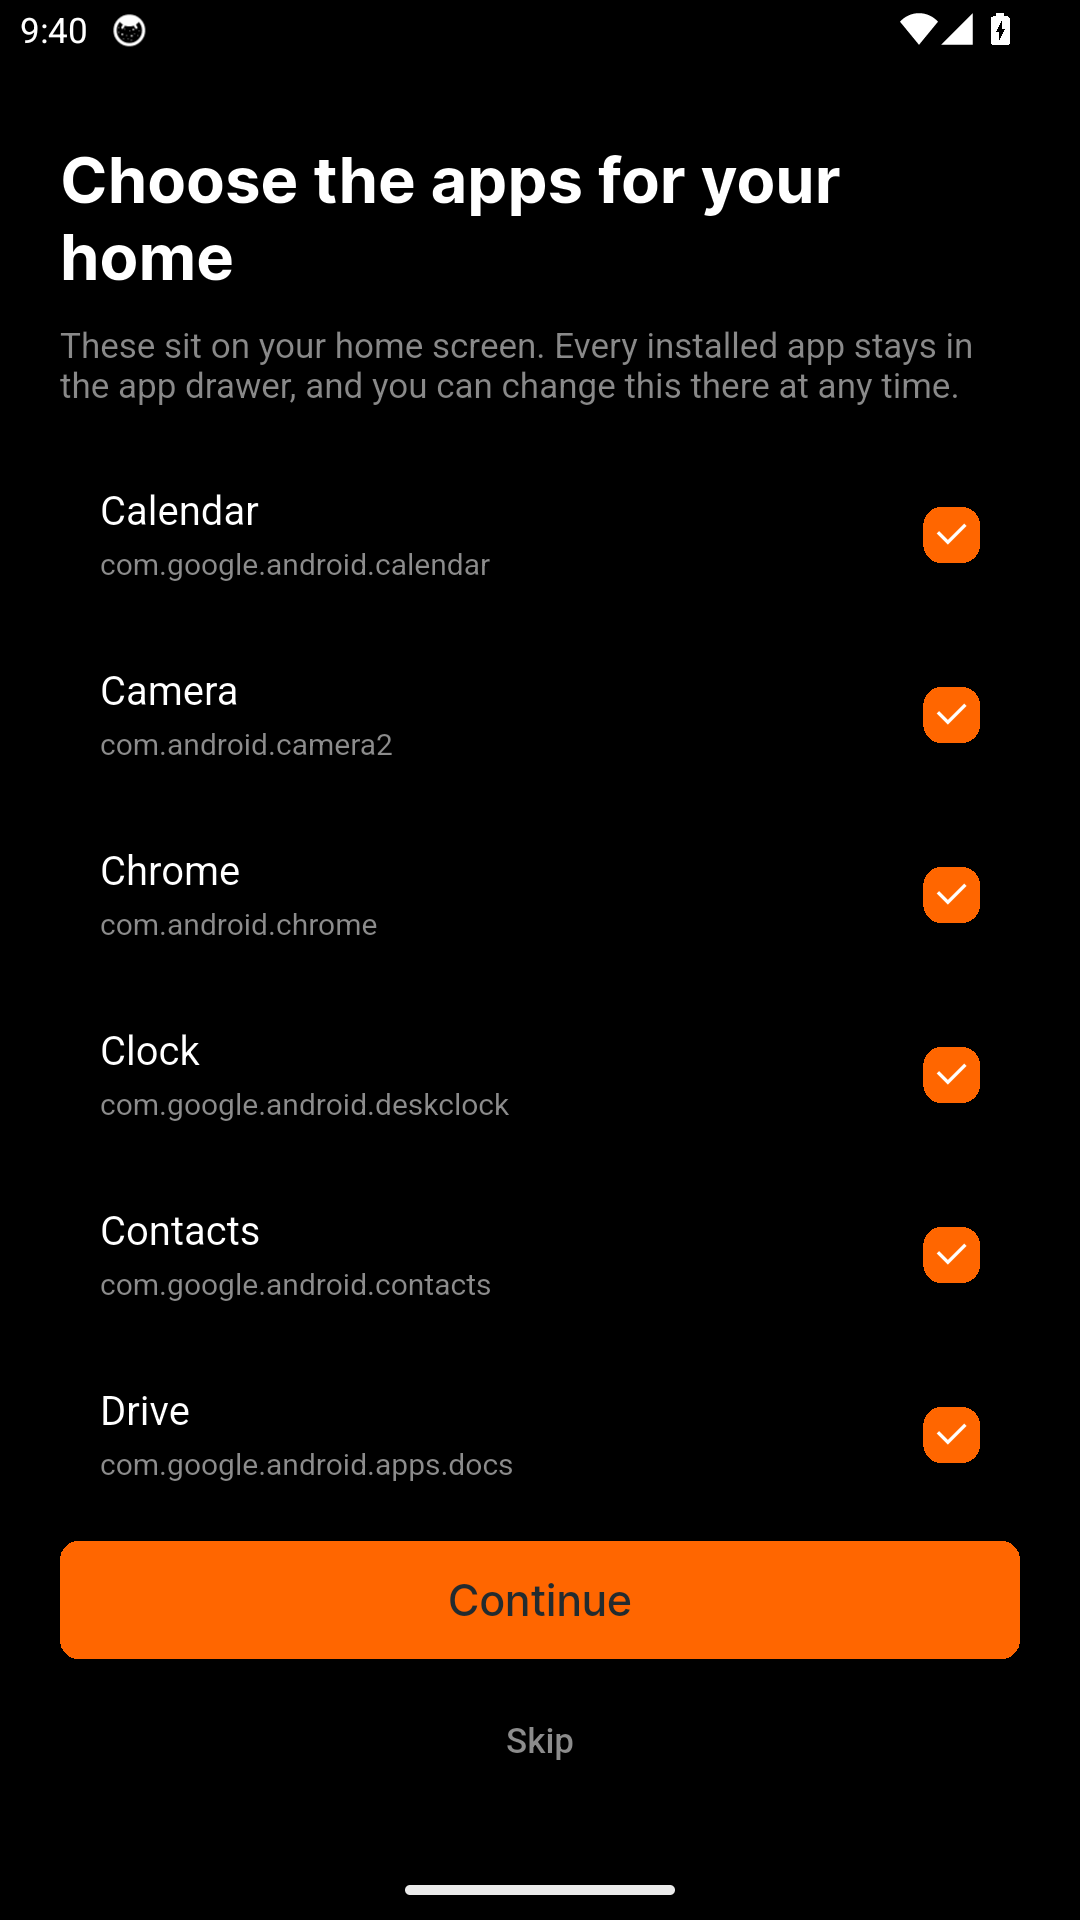 9:40
Choose the apps for your
home
These sit on your home screen. Every installed app stays in
the app drawer, and you can change this there at any time.
Calendar
com.google.android.calendar
Camera
com.android.camera2
Chrome
com.android.chrome
Clock
com.google.android.deskclock
Contacts
com.google.android.contacts
Drive
com.google.android.apps.docs
Continue
Skip